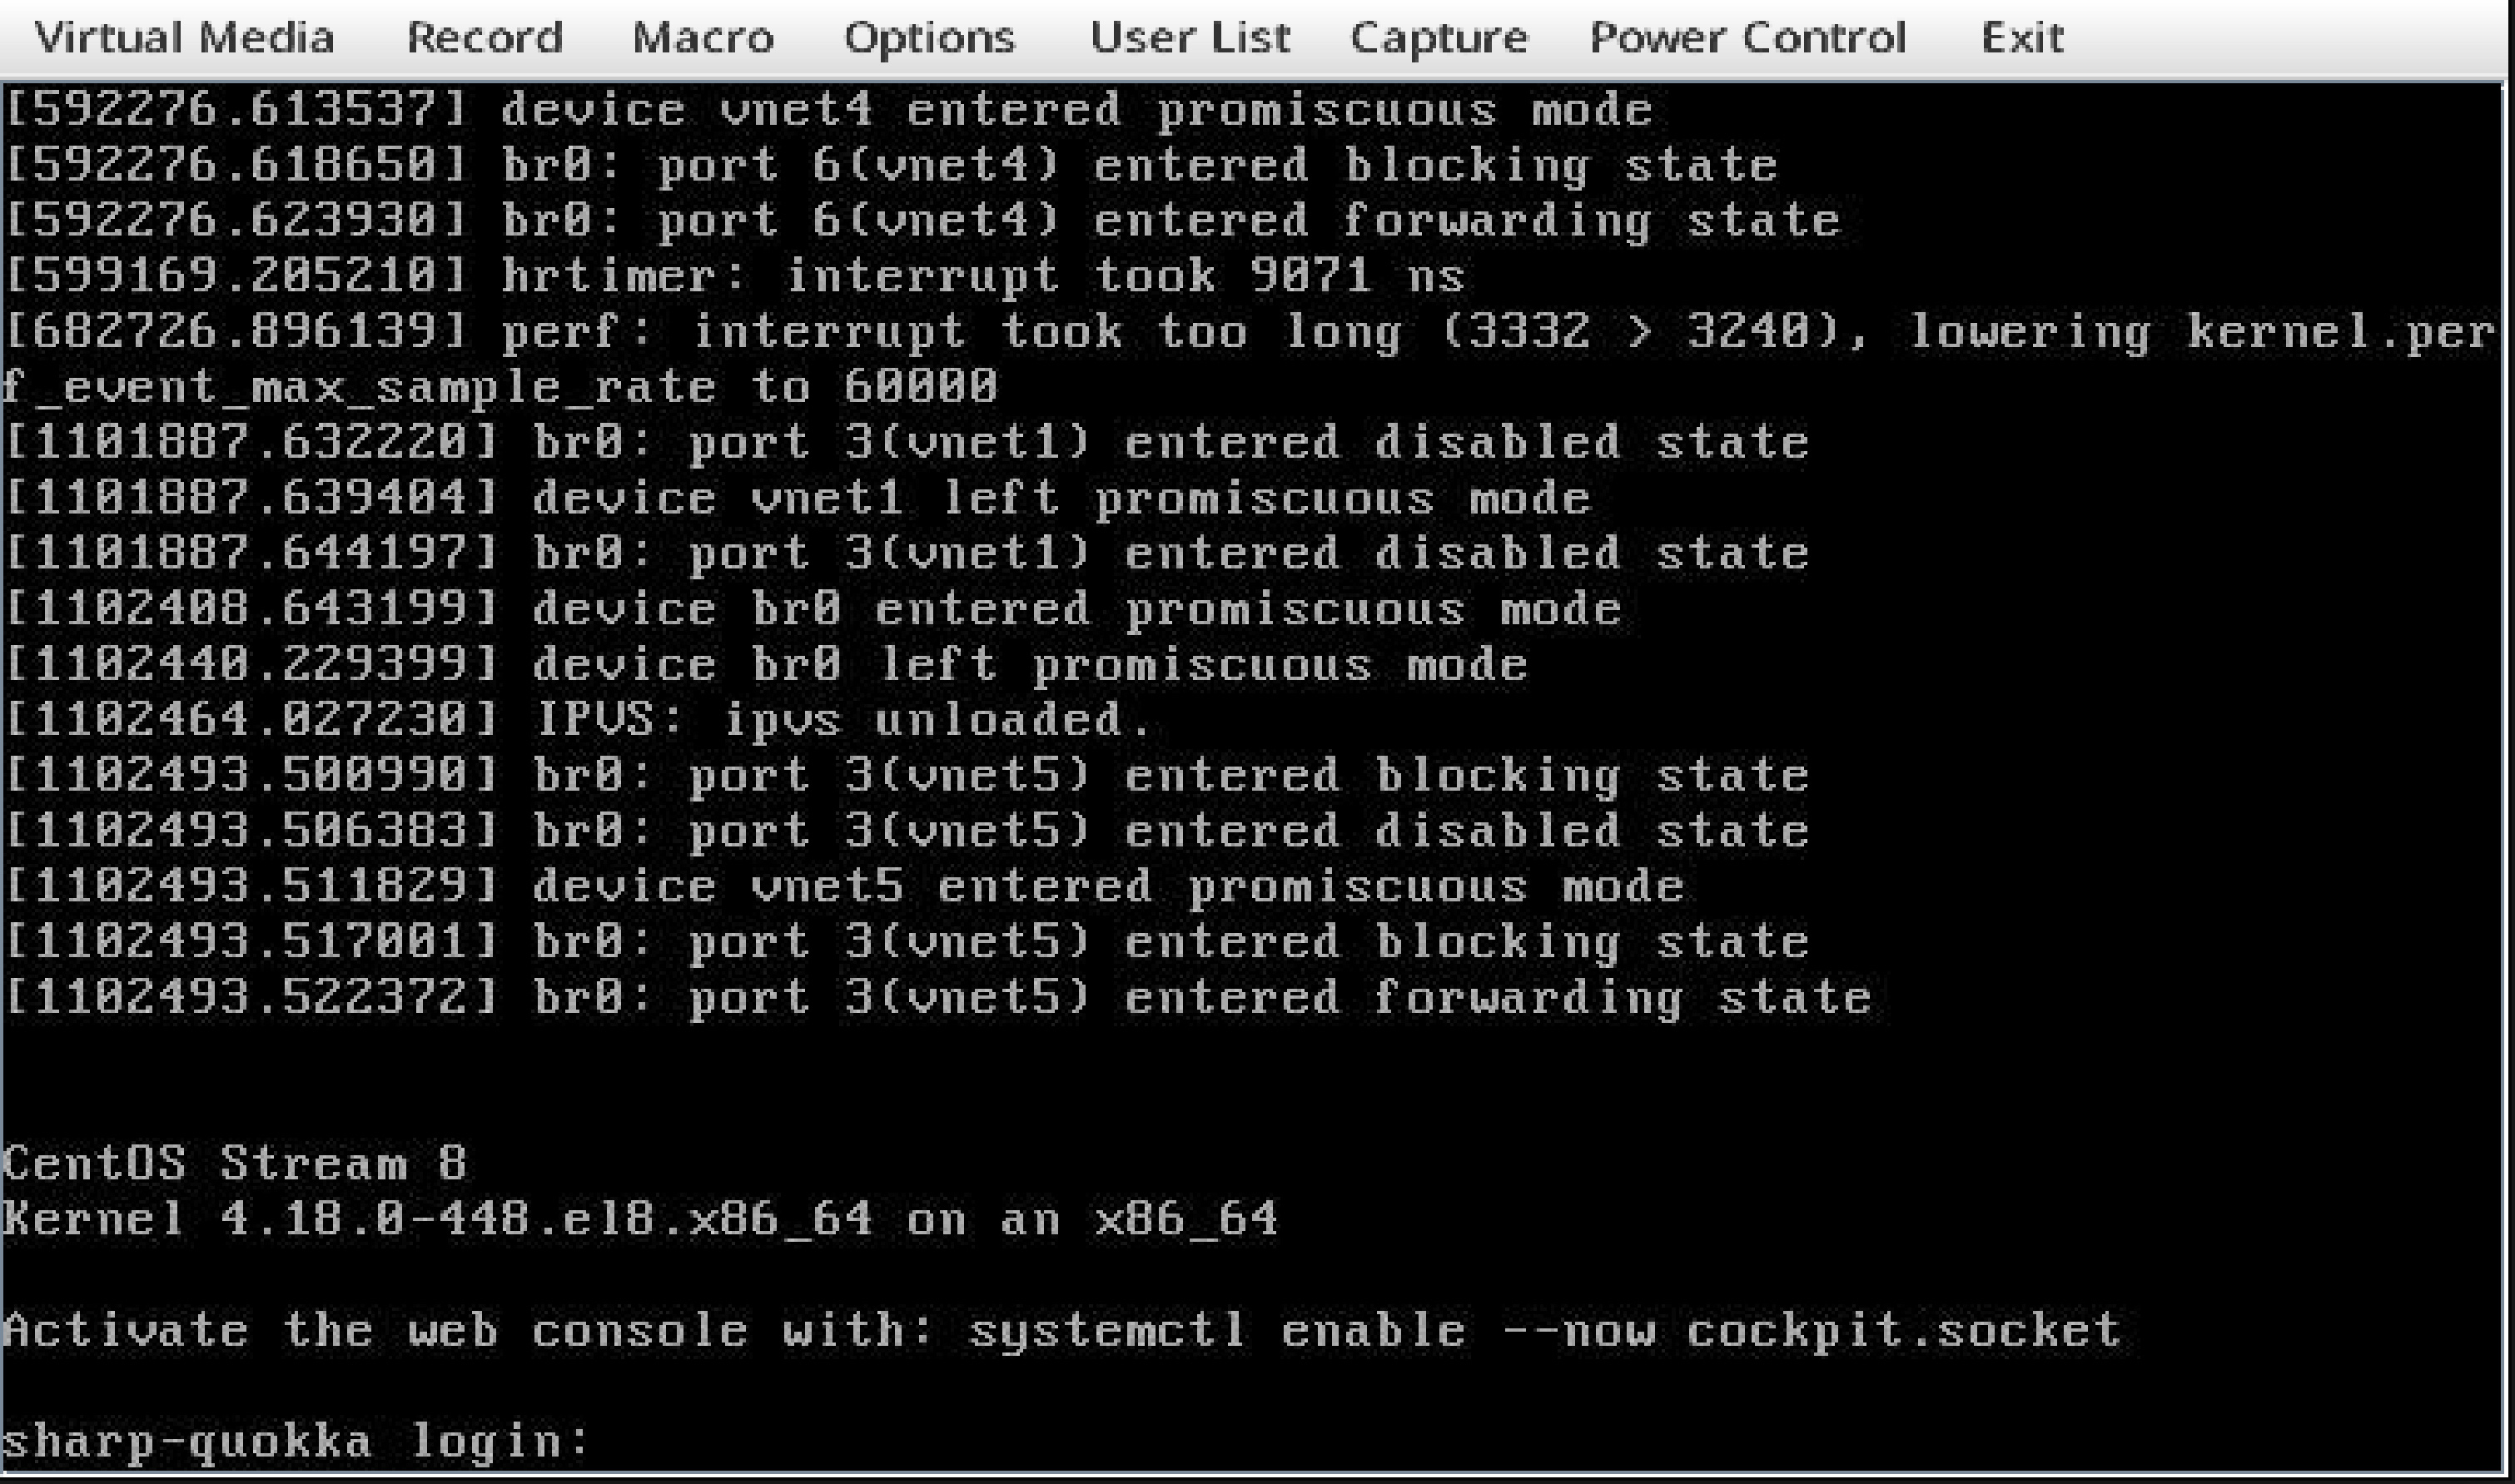 Virtual Media Record Macro Options User List Capture Power Control Exit
[592276.613537] device vnet4 entered promiscuous mode
[592276.618650] br0: port 6(vnet4) entered blocking state
[592276.623930] br0: port 6(vnet4) entered forwarding state
[599169.205210] hrtimer: interrupt took 9071 ns
[682726.896139] perf: interrupt took too long (3332 > 3240), lowering kernel.per
f_event_max_sample_rate to 60000
[1101887.632220] br0: port 3(vnet1) entered disabled state
[1101887.639404] device vnet1 left promiscuous mode
[1101887.644197] br0: port 3(vnet1) entered disabled state
[1102408.643199] device br0 entered promiscuous mode
[1102440.229399] device br0 left promiscuous mode
[1102464.027230] IPVS: ipvs unloaded.
[1102493.500990] br0: port 3(vnet5) entered blocking state
[1102493.506383] br0: port 3(vnet5) entered disabled state
[1102493.511829] device vnet5 entered promiscuous mode
[1102493.517001] br0: port 3(vnet5) entered blocking state
[1102493.522372] br0: port 3(vnet5) entered forwarding state
CentOS Stream 8
Kernel 4.18.0-448.el8.x86_64 on an x86_64
Activate the web console with: systemctl enable --now cockpit.socket
sharp-quokka login: